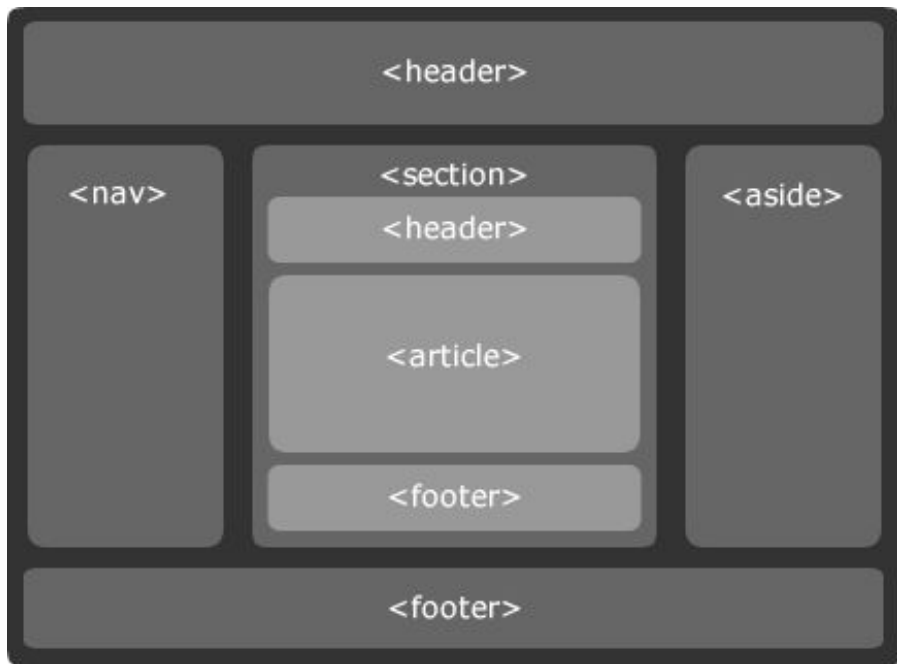 <header>
<nav>
<section>
<header>
<article>
<footer>
<aside>
<footer>